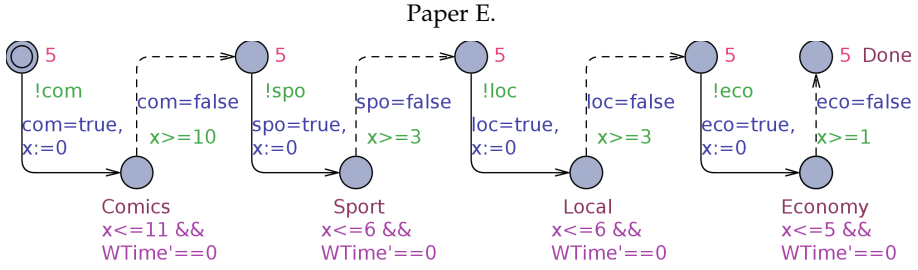 Paper E.
5 5 5 5 5 Done
!com !spo !loc !eco
com=false spo=false loc=false eco=false
com=true, spo=true, loc=true, eco=true,
x>=10 x>=3 x>=3 x>=1
x:=0 x:=0 x:=0 x:=0
Comics Sport Local Economy
x<=11 && x<=6 && x<=6 && x<=5 &&
WTime'==0 WTime'==0 WTime'==0 WTime'==0